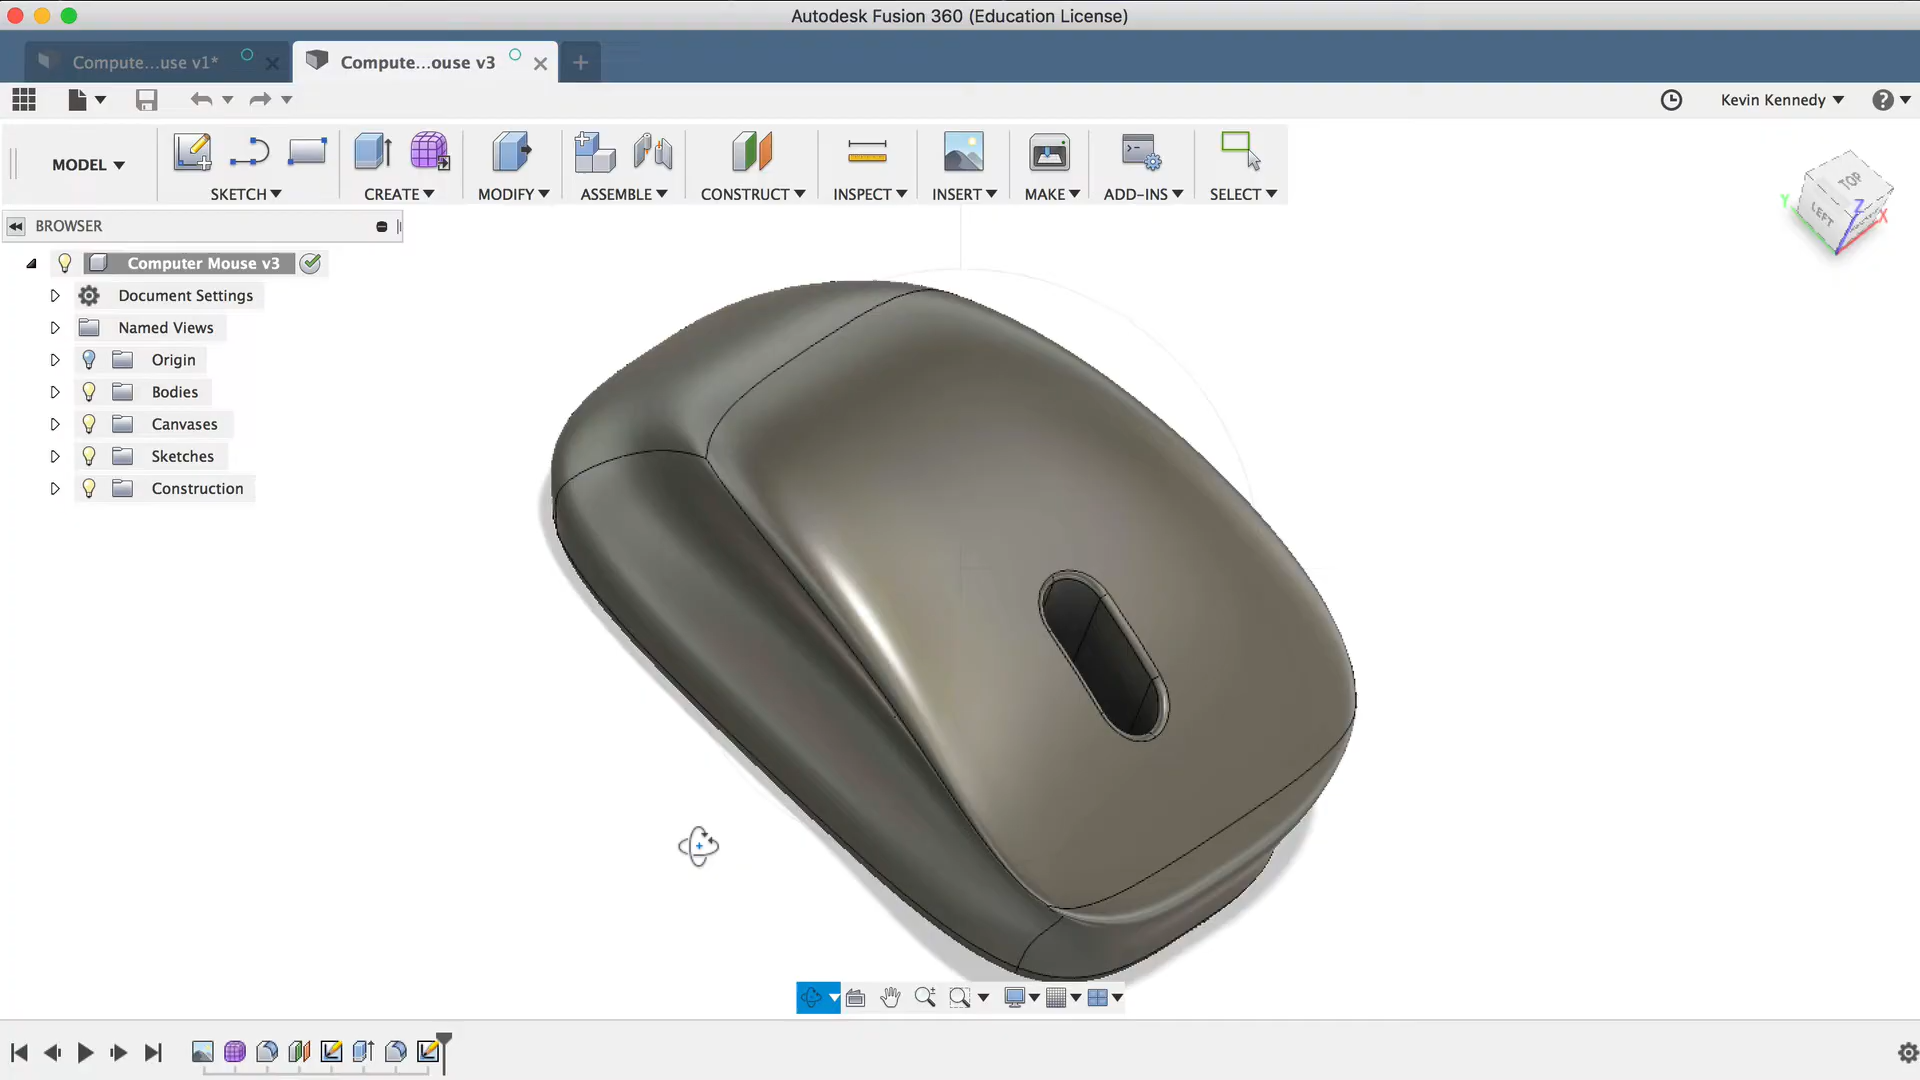 Autodesk Fusion 360 (Education License)
Compute...use v1*
Compute...ouse v3
Kevin Kennedy
MODEL
SKETCH
CREATE
MODIFY
ASSEMBLE
CONSTRUCT
INSPECT
INSERT
MAKE
ADD-INS
SELECT
BROWSER
Computer Mouse v3
Document Settings
Named Views
Origin
Bodies
Canvases
Sketches
Construction
TOP
LEFT
Y
Z
X